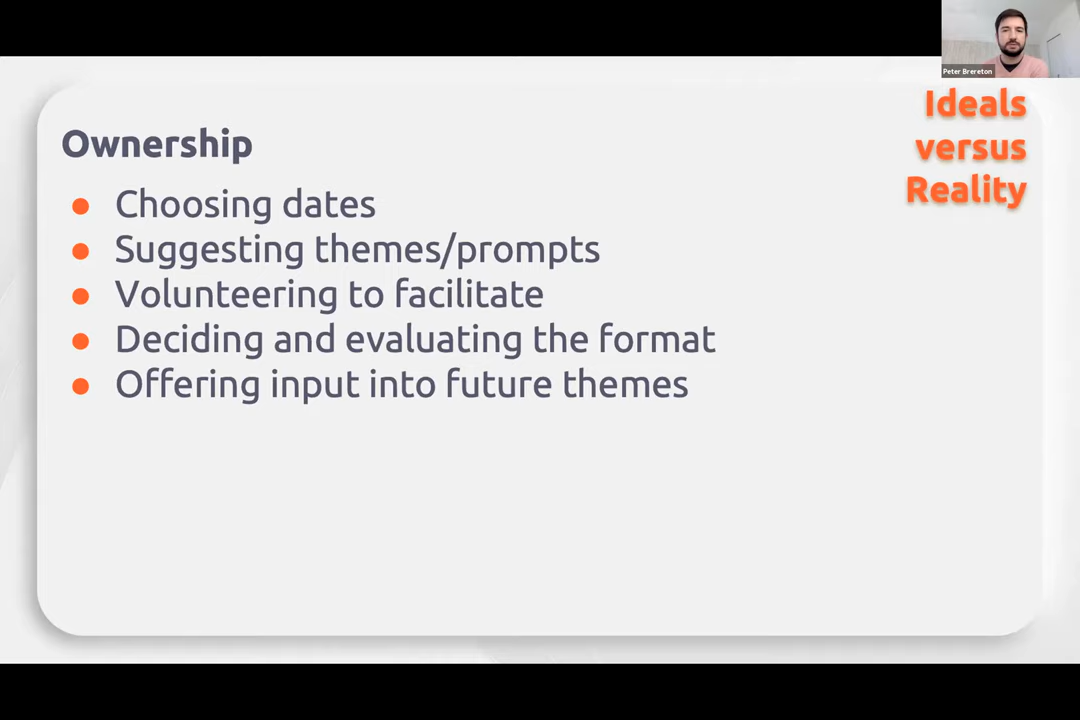 Peter Brereton
Ideals
versus
Reality
Ownership
Choosing dates
Suggesting themes/prompts
Volunteering to facilitate
Deciding and evaluating the format
Offering input into future themes